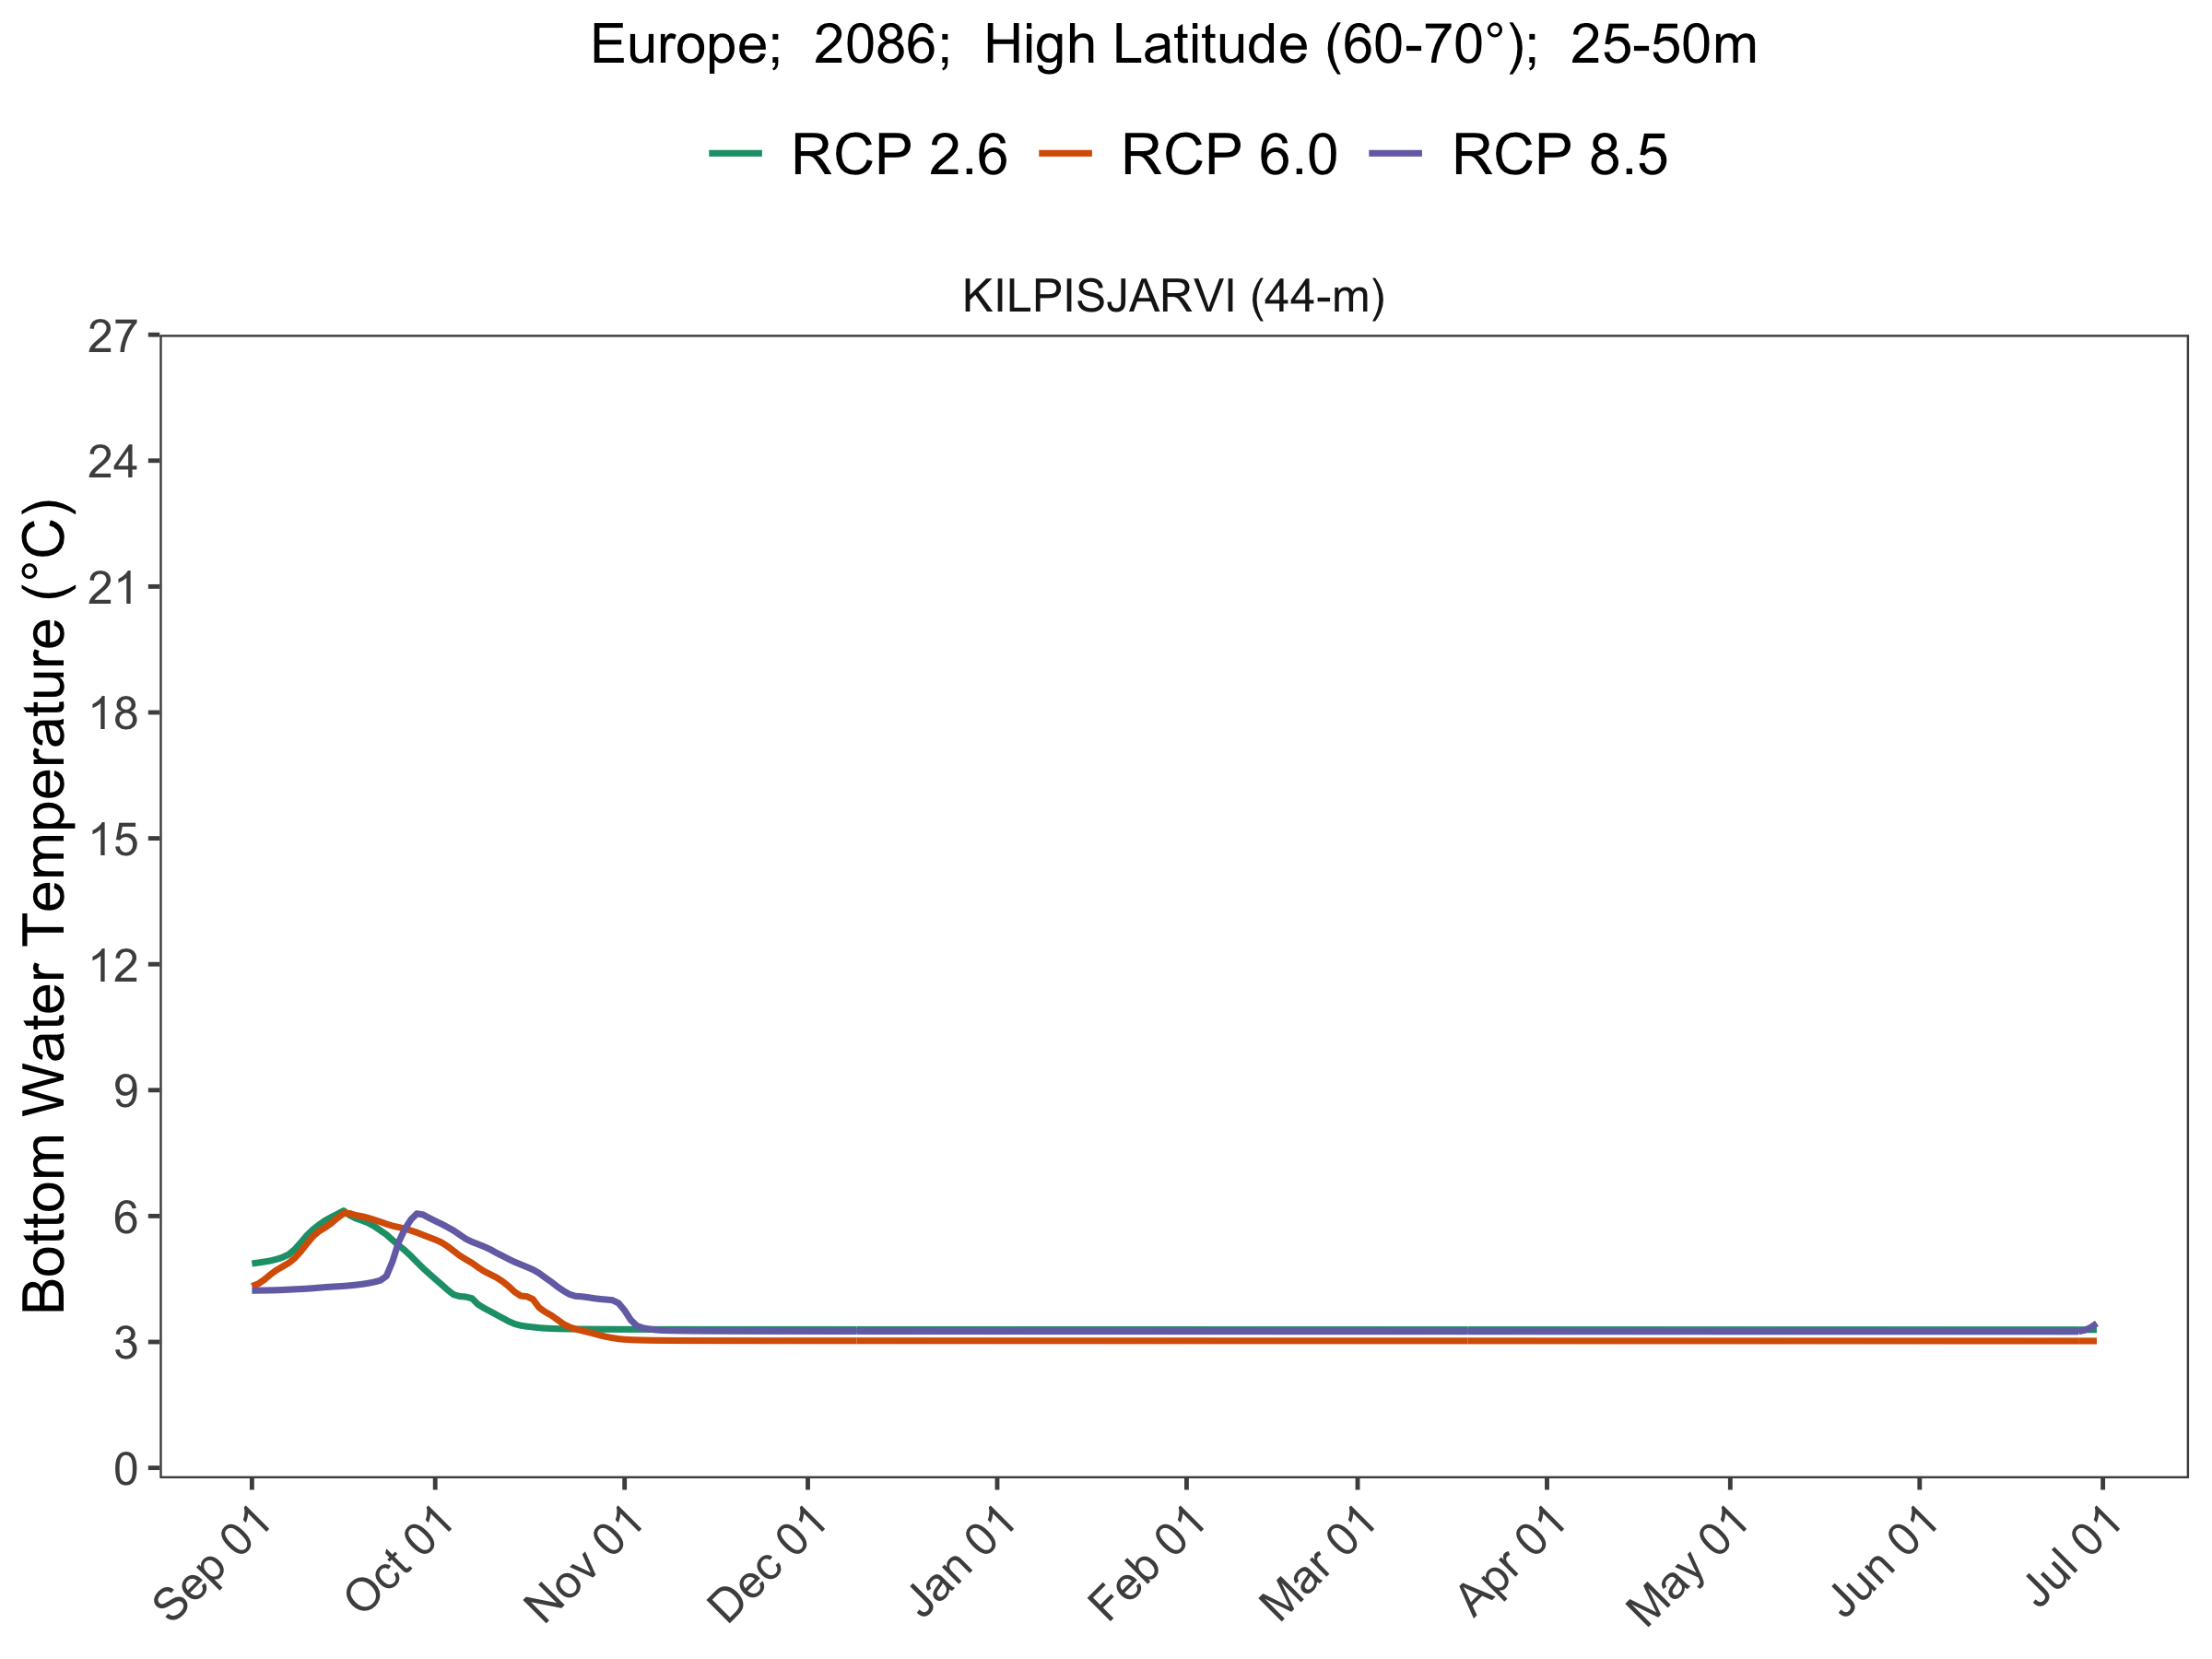 Europe;  2086;  High Latitude (60-70°);  25-50m
RCP 2.6 RCP 6.0 RCP 8.5
KILPISJARVI (44-m)
Bottom Water Temperature (°C)
27
24
21
18
15
12
9
6
3
0
Sep 01 Oct 01 Nov 01 Dec 01 Jan 01 Feb 01 Mar 01 Apr 01 May 01 Jun 01 Jul 01